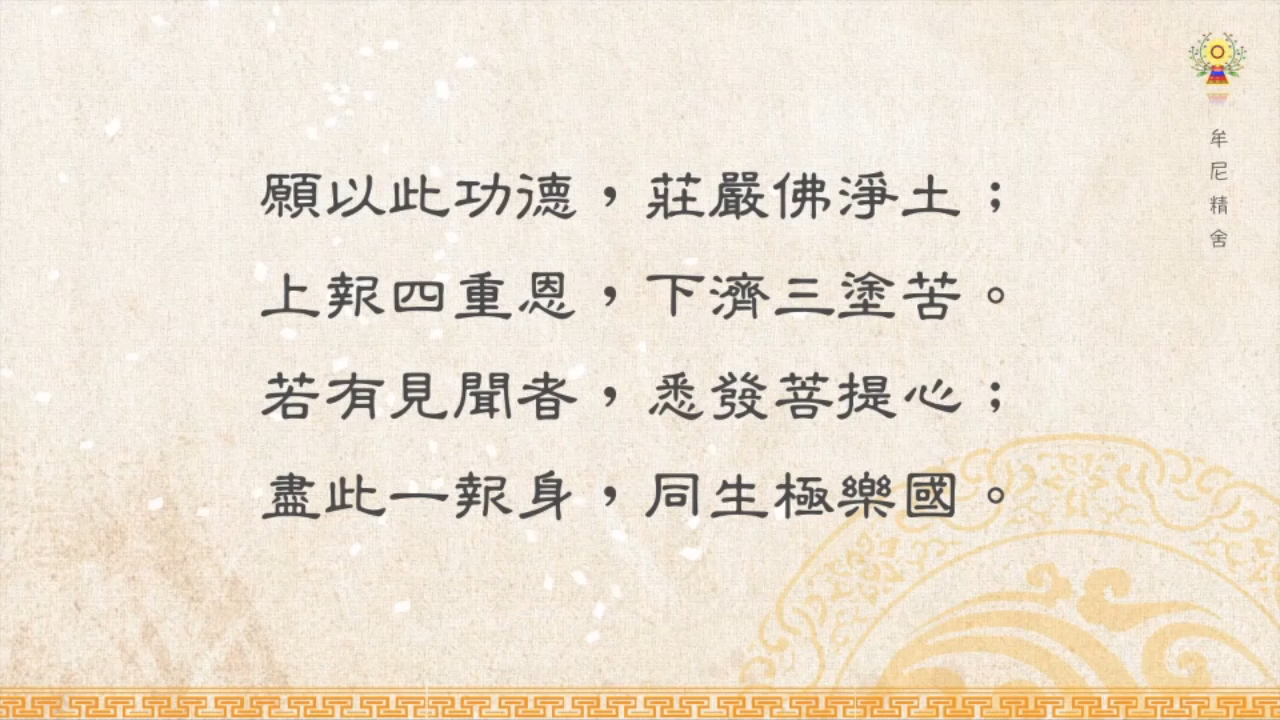 願以此功德，莊嚴佛淨土；
上報四重恩，下濟三塗苦。
若有見聞者，悉發菩提心；
盡此一報身，同生極樂國。
牟尼精舍